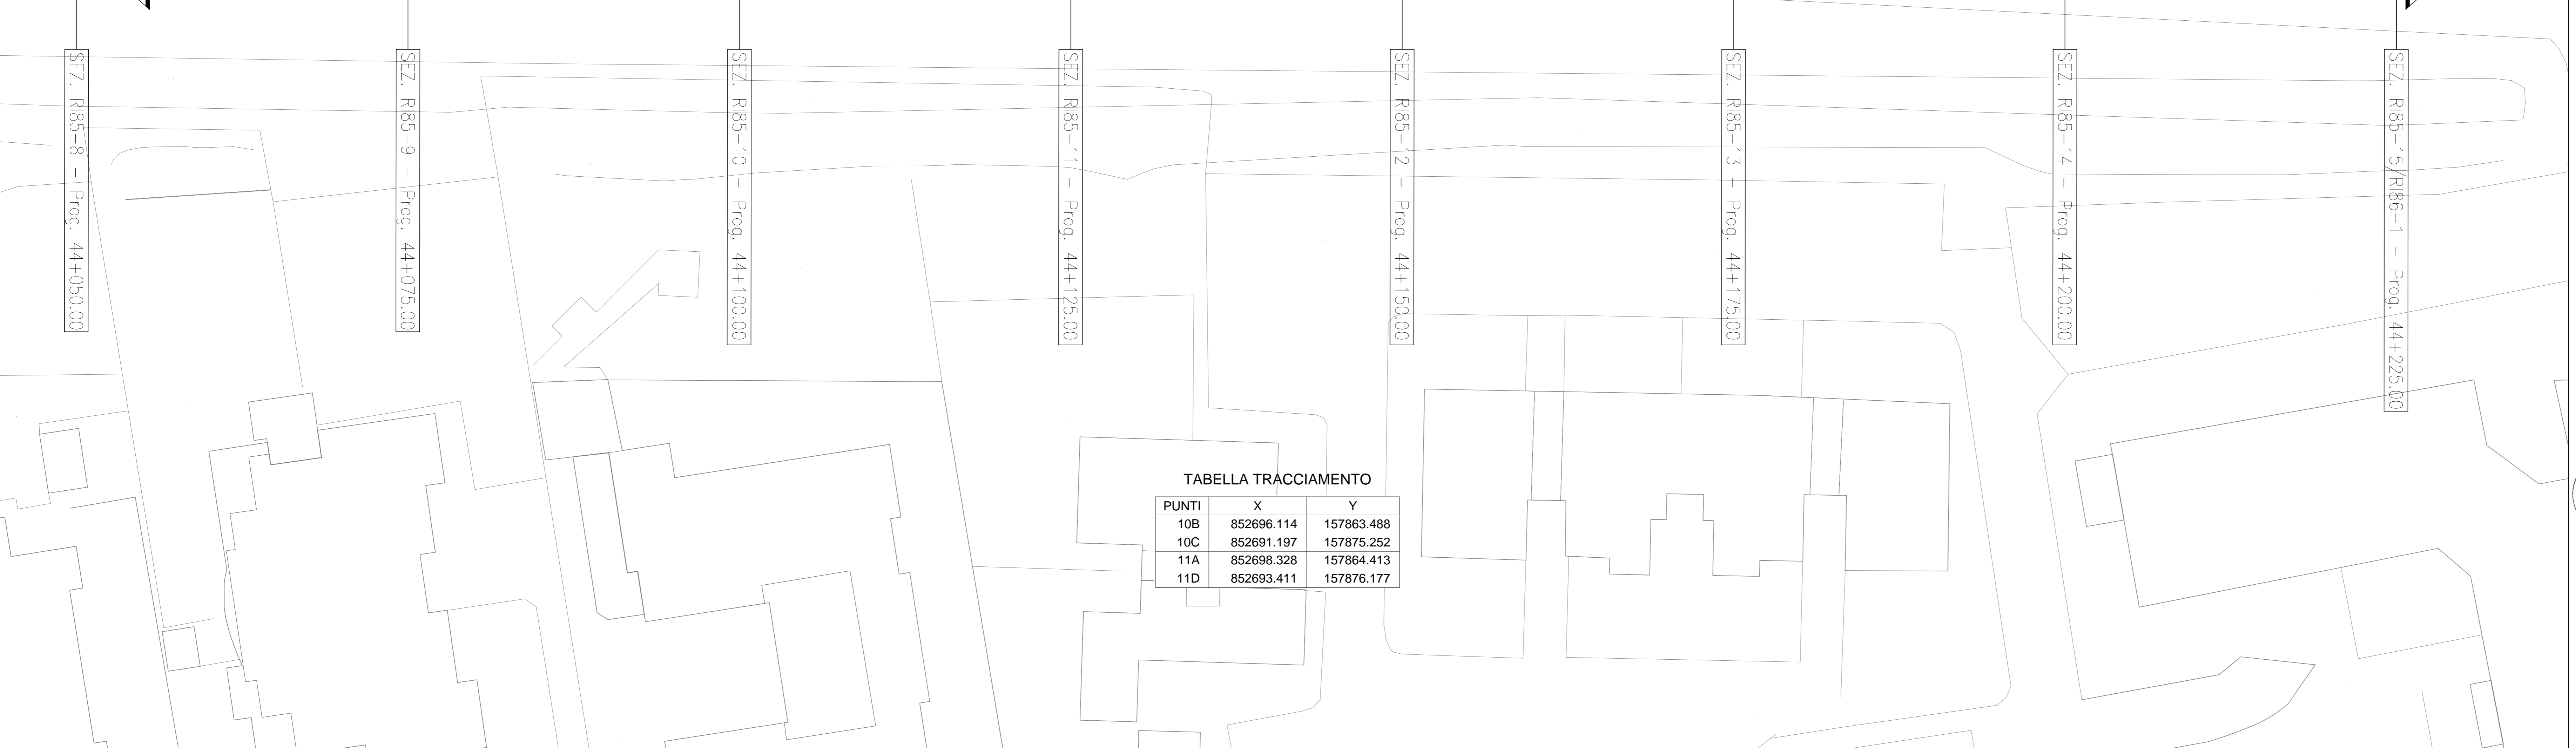 SEZ. RI85-8 - Prog. 44+050.00
SEZ. RI85-9 - Prog. 44+075.00
SEZ. RI85-10 - Prog. 44+100.00
SEZ. RI85-11 - Prog. 44+125.00
SEZ. RI85-12 - Prog. 44+150.00
SEZ. RI85-13 - Prog. 44+175.00
SEZ. RI85-14 - Prog. 44+200.00
SEZ. RI85-15/RI86-1 - Prog. 44+225.00
TABELLA TRACCIAMENTO
PUNTI X Y
10B 852696.114 157863.488
10C 852691.197 157875.252
11A 852698.328 157864.413
11D 852693.411 157876.177